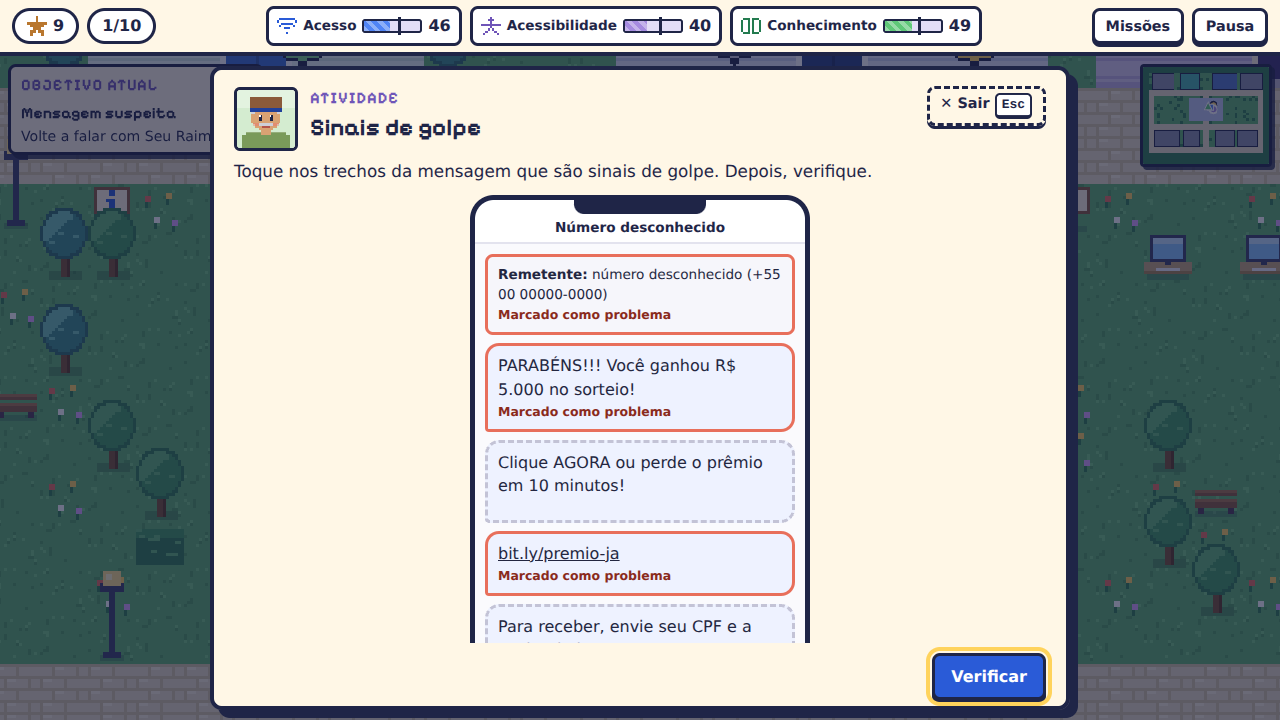 9
1/10
Acesso 46
Acessibilidade 40
Conhecimento 49
Missões
Pausa
OBJETIVO ATUAL
Mensagem suspeita
Volte a falar com Seu Raim
ATIVIDADE
Sinais de golpe
✕ Sair Esc
Toque nos trechos da mensagem que são sinais de golpe. Depois, verifique.
Número desconhecido
Remetente: número desconhecido (+55
00 00000-0000)
Marcado como problema
PARABÉNS!!! Você ganhou R$
5.000 no sorteio!
Marcado como problema
Clique AGORA ou perde o prêmio
em 10 minutos!
bit.ly/premio-ja
Marcado como problema
Para receber, envie seu CPF e a
Verificar